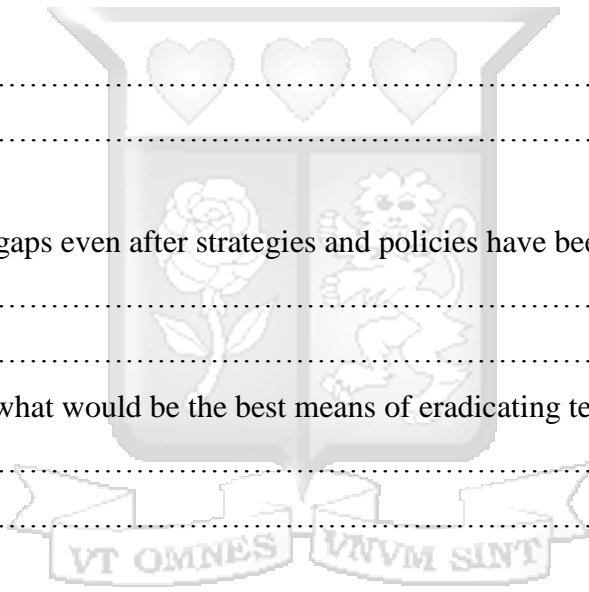 ……………………………………………………
……………………………………………………
gaps even after strategies and policies have bee
……………………………………………………
……………………………………………………
what would be the best means of eradicating te
……………………………………………………
……………………………………………………
VT OMNES VNVM SINT